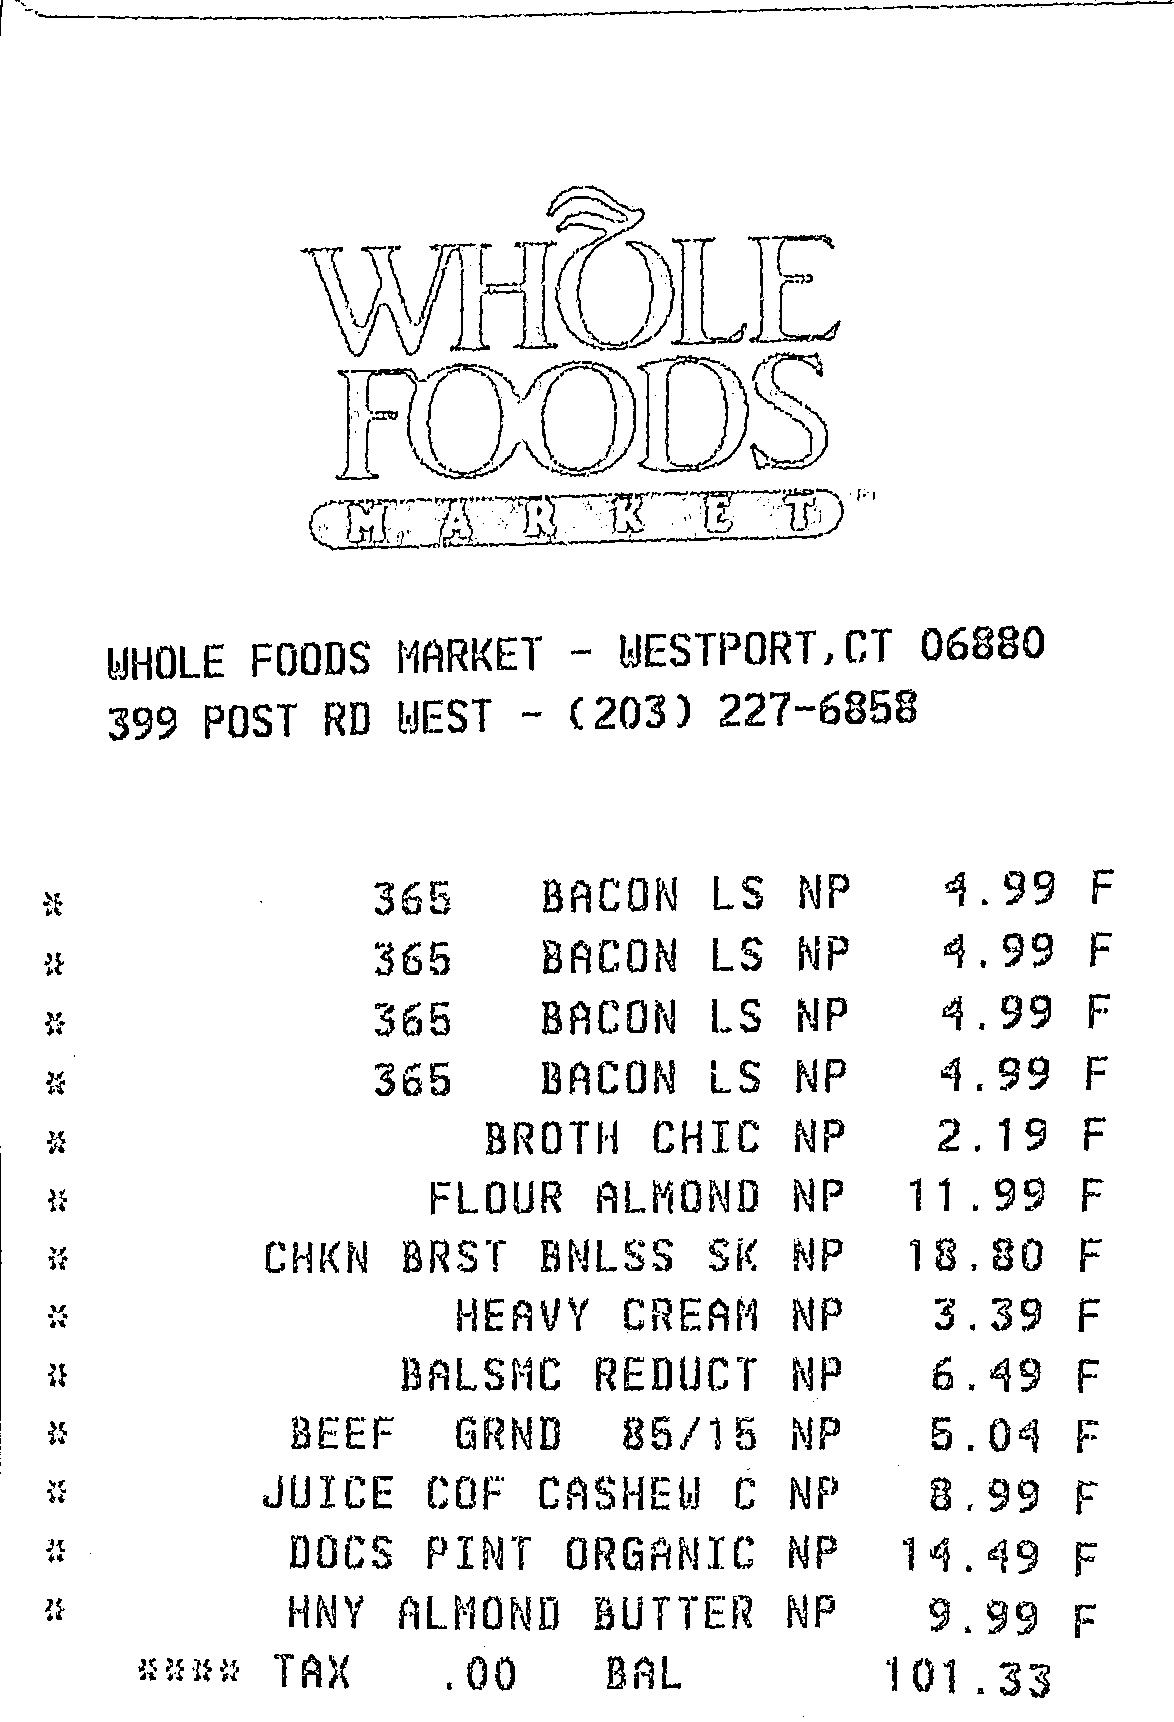 WHOLE
FOODS
MARKET™
WHOLE FOODS MARKET - WESTPORT,CT 06880
399 POST RD WEST - (203) 227-6858
* 365 BACON LS NP 4.99 F
* 365 BACON LS NP 4.99 F
* 365 BACON LS NP 4.99 F
* 365 BACON LS NP 4.99 F
* BROTH CHIC NP 2.19 F
* FLOUR ALMOND NP 11.99 F
* CHKN BRST BNLSS SK NP 18.80 F
* HEAVY CREAM NP 3.39 F
* BALSMC REDUCT NP 6.49 F
* BEEF GRND 85/15 NP 5.04 F
* JUICE COF CASHEW C NP 8.99 F
* DOCS PINT ORGANIC NP 14.49 F
* HNY ALMOND BUTTER NP 9.99 F
**** TAX .00 BAL 101.33